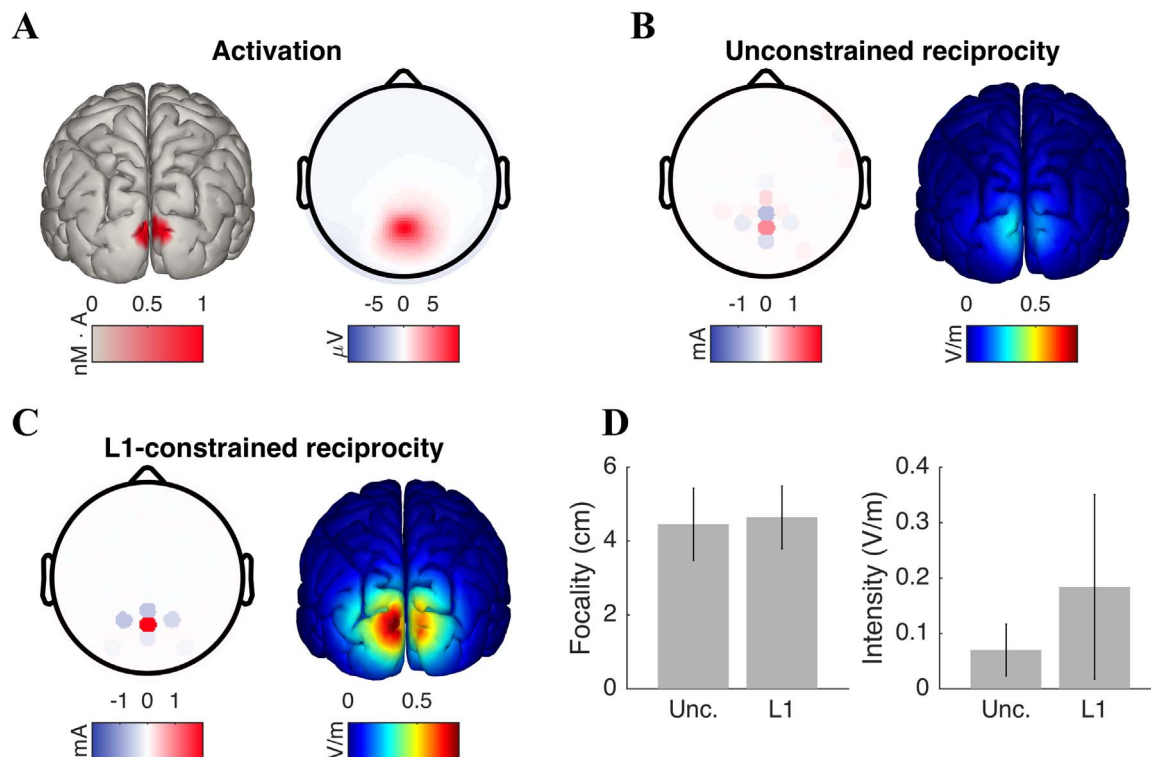 A
Activation
0 0.5 1
nM · A
-5 0 5
μV
B
Unconstrained reciprocity
-1 0 1
mA
0 0.5
V/m
C
L1-constrained reciprocity
-1 0 1
mA
0 0.5
V/m
D
6
4
2
0
Focality (cm)
Unc. L1
0.4
0.3
0.2
0.1
0
Intensity (V/m)
Unc. L1